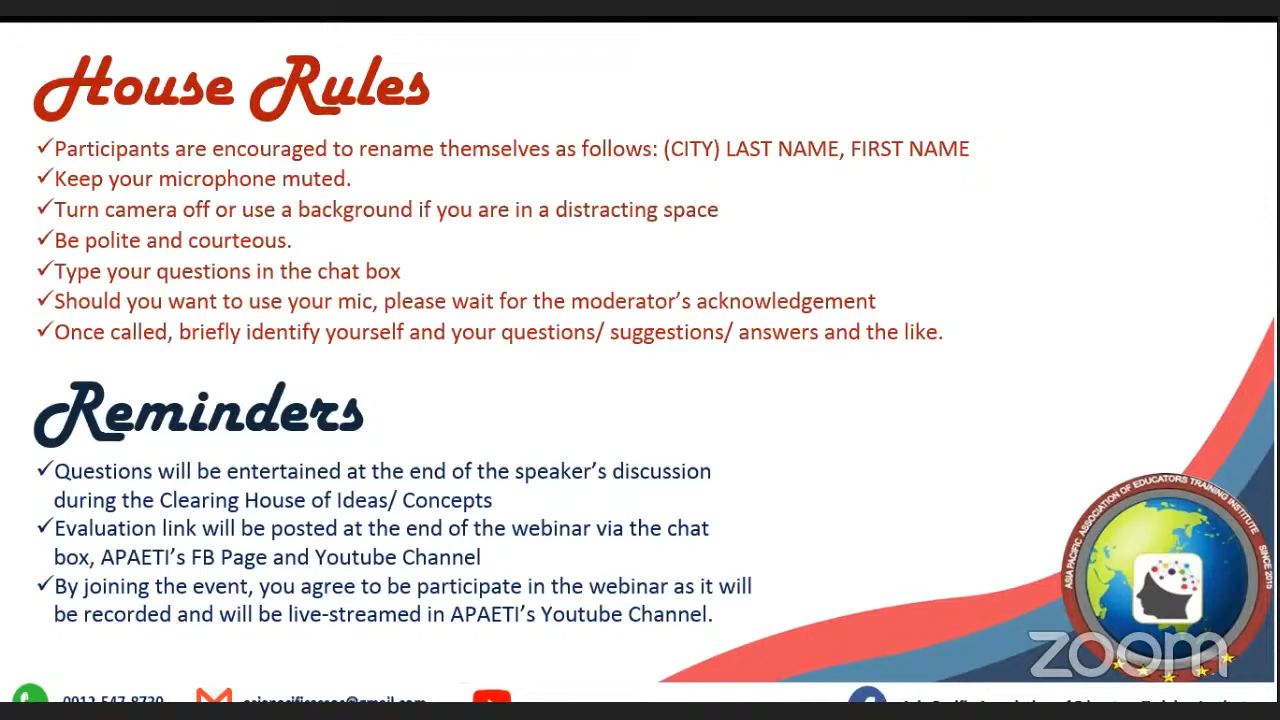 House Rules
✓Participants are encouraged to rename themselves as follows: (CITY) LAST NAME, FIRST NAME
✓Keep your microphone muted.
✓Turn camera off or use a background if you are in a distracting space
✓Be polite and courteous.
✓Type your questions in the chat box
✓Should you want to use your mic, please wait for the moderator's acknowledgement
✓Once called, briefly identify yourself and your questions/ suggestions/ answers and the like.
Reminders
✓Questions will be entertained at the end of the speaker's discussion
during the Clearing House of Ideas/ Concepts
✓Evaluation link will be posted at the end of the webinar via the chat
box, APAETI's FB Page and Youtube Channel
✓By joining the event, you agree to be participate in the webinar as it will
be recorded and will be live-streamed in APAETI's Youtube Channel.
ASIA PACIFIC ASSOCIATION OF EDUCATORS TRAINING INSTITUTE SINCE 2015
zoom